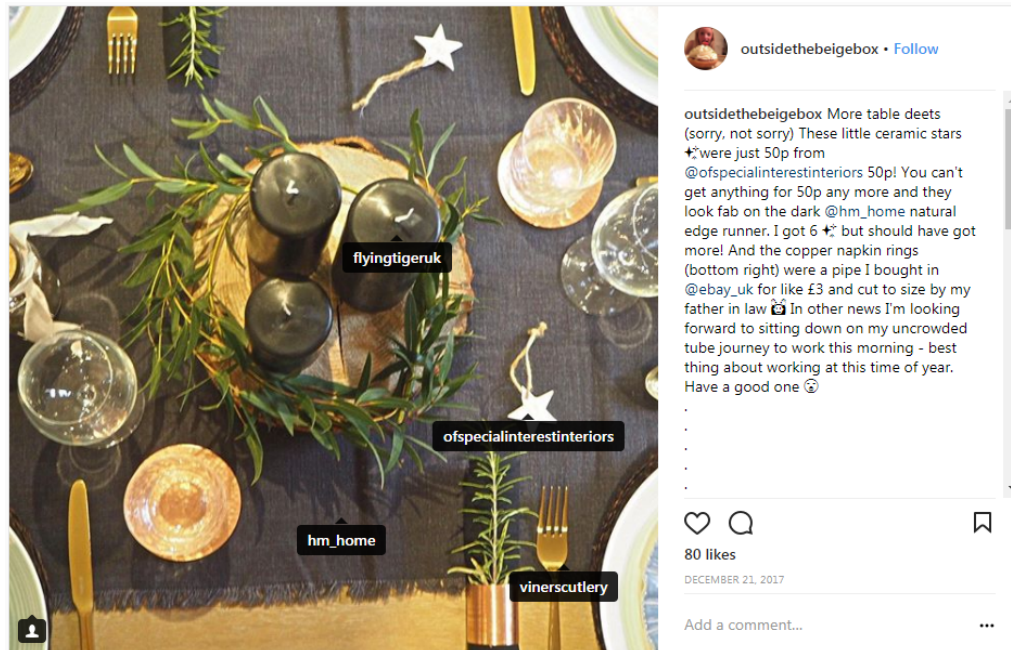 outsidethebeigebox • Follow
outsidethebeigebox More table deets
(sorry, not sorry) These little ceramic stars
✨were just 50p from
@ofspecialinterestinteriors 50p! You can't
get anything for 50p any more and they
look fab on the dark @hm_home natural
edge runner. I got 6 ✨ but should have got
more! And the copper napkin rings
(bottom right) were a pipe I bought in
@ebay_uk for like £3 and cut to size by my
father in law 🙌 In other news I'm looking
forward to sitting down on my uncrowded
tube journey to work this morning - best
thing about working at this time of year.
Have a good one 😘
.
.
.
.
.
80 likes
DECEMBER 21, 2017
Add a comment...
flyingtigeruk
ofspecialinterestinteriors
hm_home
vinerscutlery